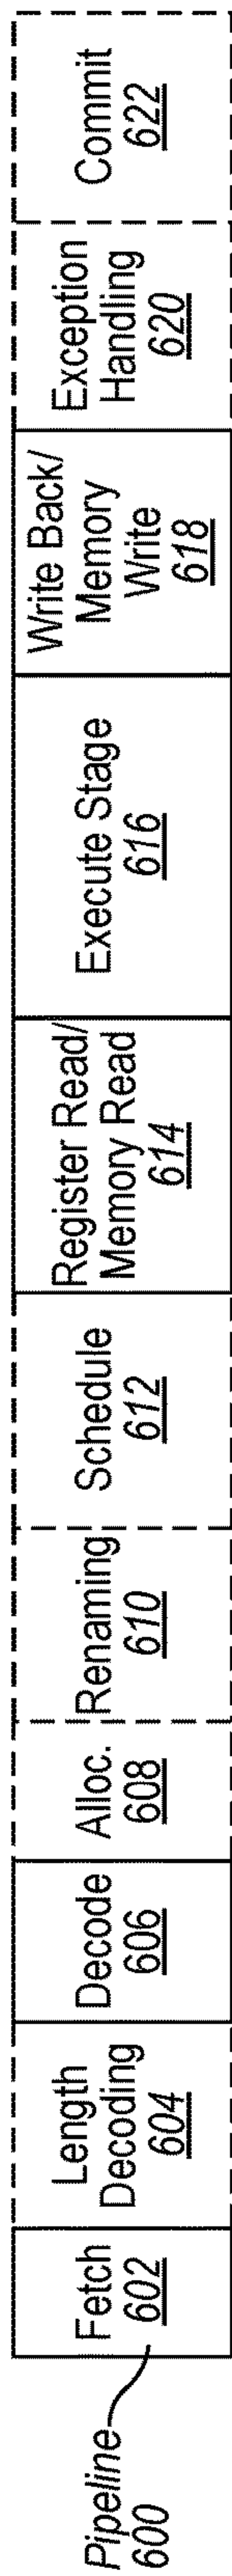 Pipeline
600
Fetch
602
Length
Decoding
604
Decode
606
Alloc.
608
Renaming
610
Schedule
612
Register Read/
Memory Read
614
Execute Stage
616
Write Back/
Memory
Write
618
Exception
Handling
620
Commit
622